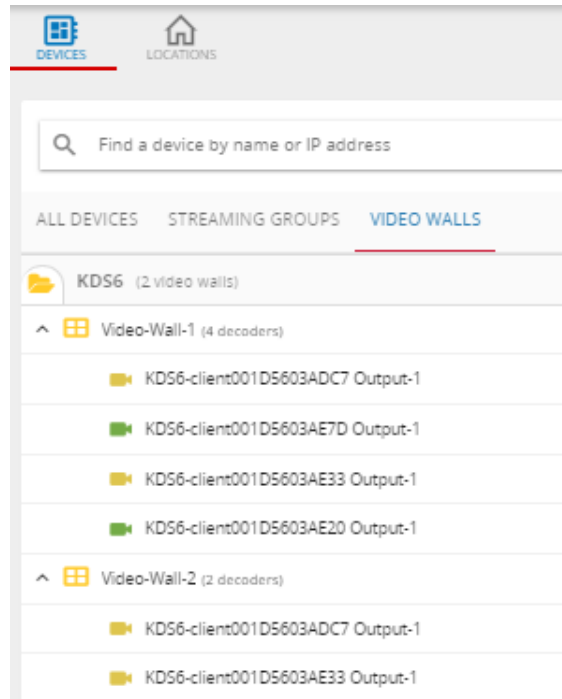 DEVICES LOCATIONS
Find a device by name or IP address
ALL DEVICES STREAMING GROUPS VIDEO WALLS
KDS6 (2 video walls)
Video-Wall-1 (4 decoders)
KDS6-client001D5603ADC7 Output-1
KDS6-client001D5603AE7D Output-1
KDS6-client001D5603AE33 Output-1
KDS6-client001D5603AE20 Output-1
Video-Wall-2 (2 decoders)
KDS6-client001D5603ADC7 Output-1
KDS6-client001D5603AE33 Output-1